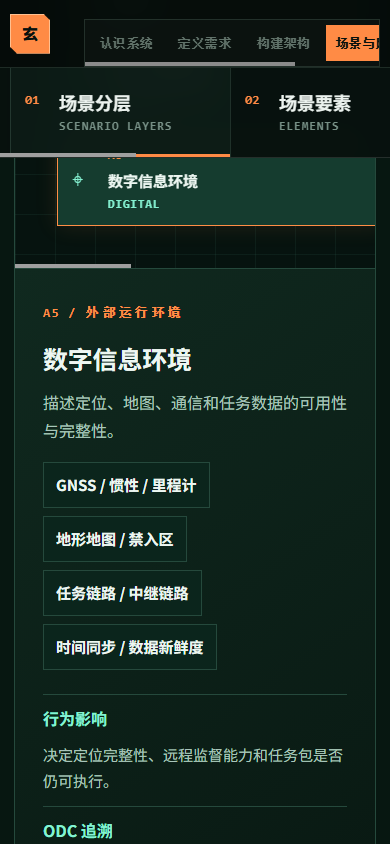 玄
认识系统 定义需求 构建架构 场景与
01 场景分层 02 场景要素
SCENARIO LAYERS ELEMENTS
数字信息环境
DIGITAL
A5 / 外部运行环境
数字信息环境
描述定位、地图、通信和任务数据的可用性
与完整性。
GNSS / 惯性 / 里程计
地形地图 / 禁入区
任务链路 / 中继链路
时间同步 / 数据新鲜度
行为影响
决定定位完整性、远程监督能力和任务包是否
仍可执行。
ODC 追溯